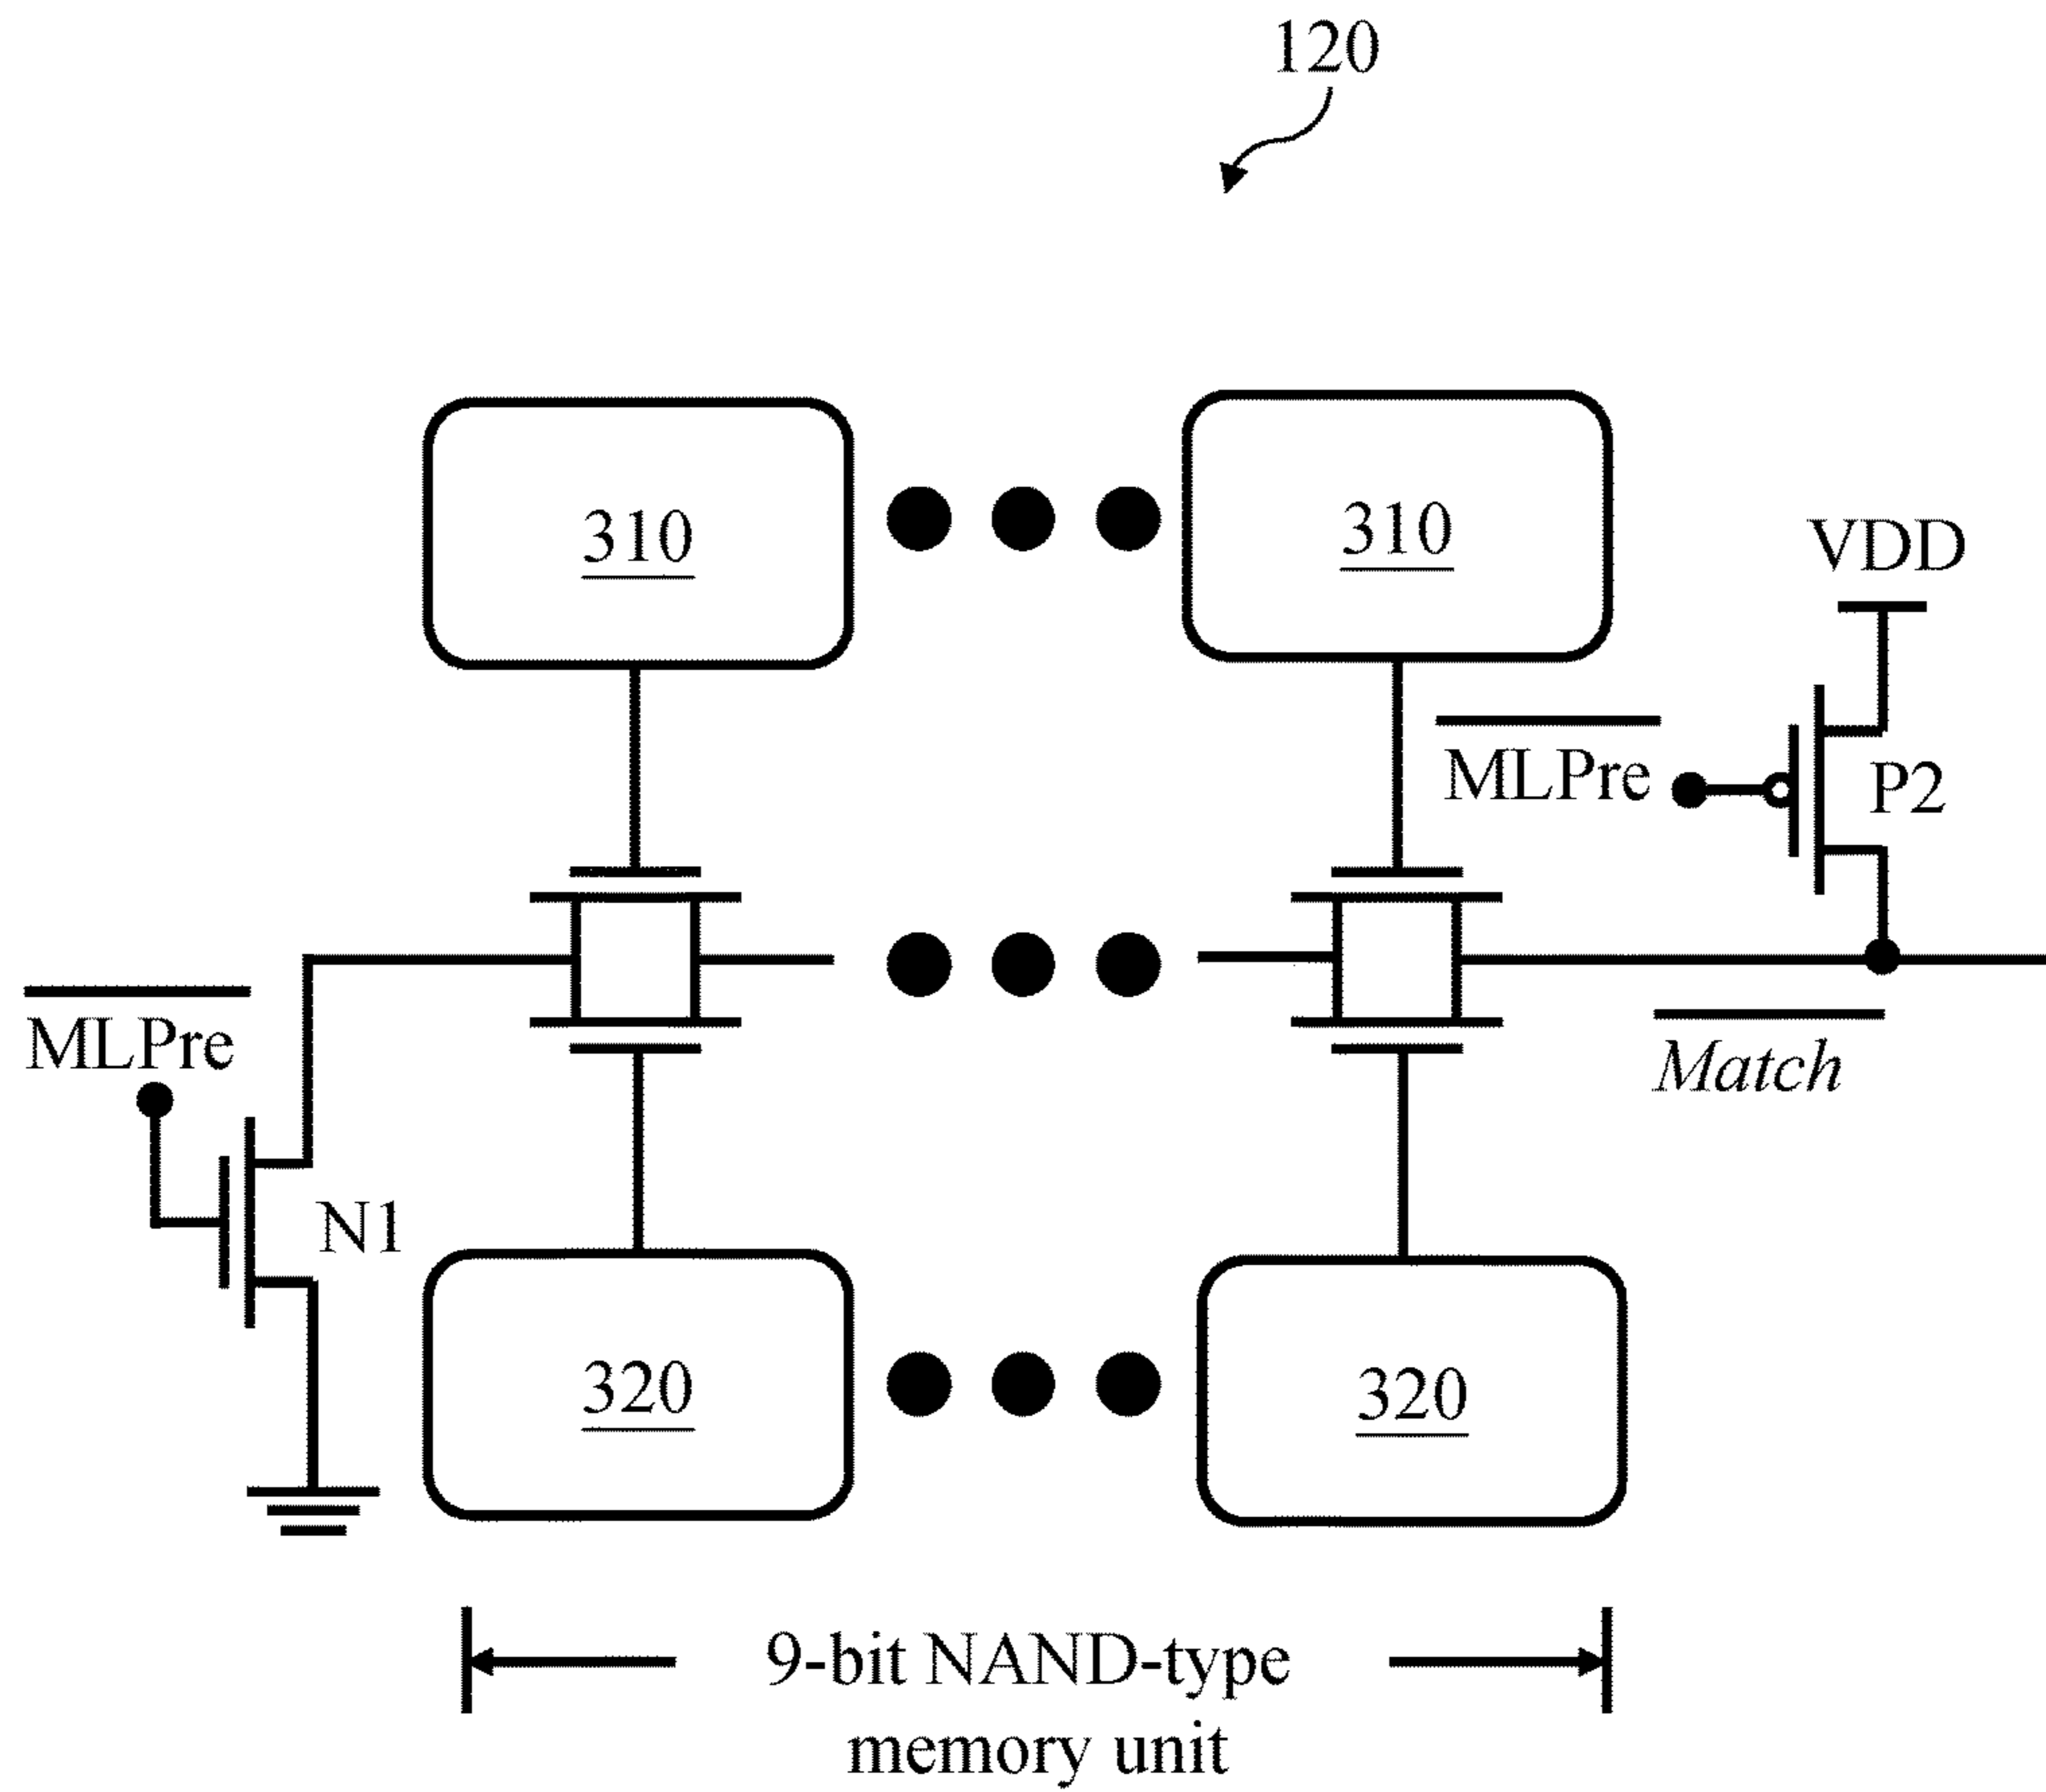 120
310
310
VDD
MLPre
P2
MLPre
Match
N1
320
320
9-bit NAND-type
memory unit